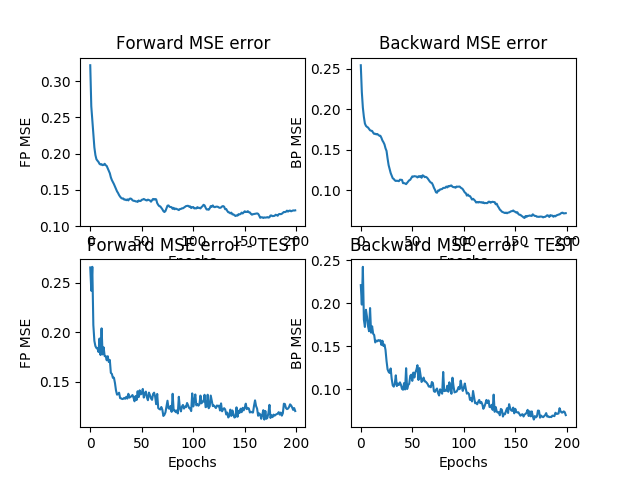 Forward MSE error
Backward MSE error
FP MSE
0.30
0.25
0.20
0.15
0.10
0 50 100 150 200
Epochs
BP MSE
0.25
0.20
0.15
0.10
0 50 100 150 200
Epochs
Forward MSE error - TEST
Backward MSE error - TEST
FP MSE
0.25
0.20
0.15
0 50 100 150 200
Epochs
BP MSE
0.25
0.20
0.15
0.10
0 50 100 150 200
Epochs